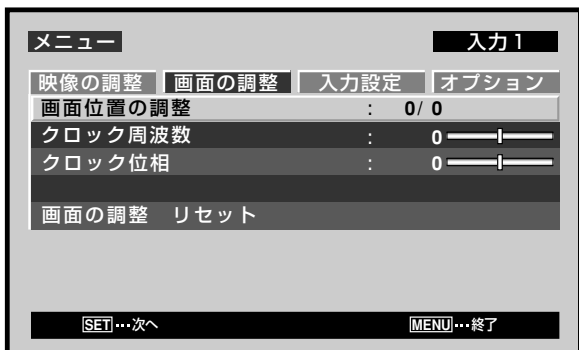 メニュー 入力1
映像の調整 画面の調整 入力設定 オプション
画面位置の調整 : 0/ 0
クロック周波数 : 0
クロック位相 : 0
画面の調整 リセット
SET…次へ MENU…終了